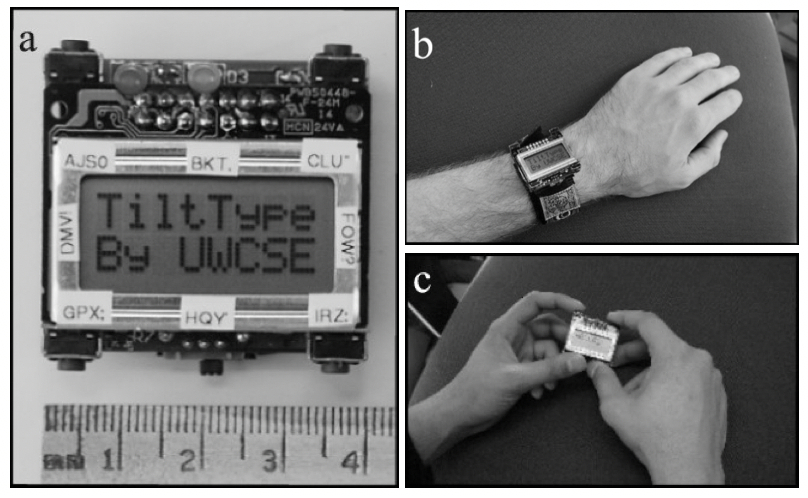 a
D3
PWB5044B-
F-24M
14
MCN 24VA
AJS0 BKT, CLU"
DMV!
TiltType
FOW?
By UWCSE
GPX; HQY' IRZ:
1 2 3 4
b
c